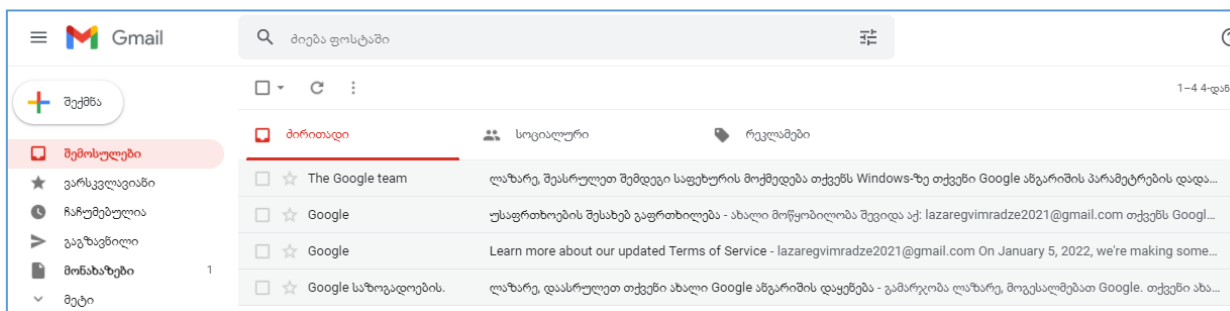 Gmail
ძიება ფოსტაში
შექმნა
1–4 4-დან
ძირითადი
სოციალური
რეკლამები
შემოსულები
ვარსკვლავიანი
ჩაჩუმებულია
გაგზავნილი
მონახაზები 1
მეტი
The Google team ლაზარე, შეასრულეთ შემდეგი საფეხურის მოქმედება თქვენს Windows-ზე თქვენი Google ანგარიშის პარამეტრების დადა...
Google უსაფრთხოების შესახებ გაფრთხილება - ახალი მოწყობილობა შევიდა აქ: lazaregvimradze2021@gmail.com თქვენს Googl...
Google Learn more about our updated Terms of Service - lazaregvimradze2021@gmail.com On January 5, 2022, we're making some...
Google საზოგადოების. ლაზარე, დაასრულეთ თქვენი ახალი Google ანგარიშის დაყენება - გამარჯობა ლაზარე, მოგესალმებათ Google. თქვენი ახა...